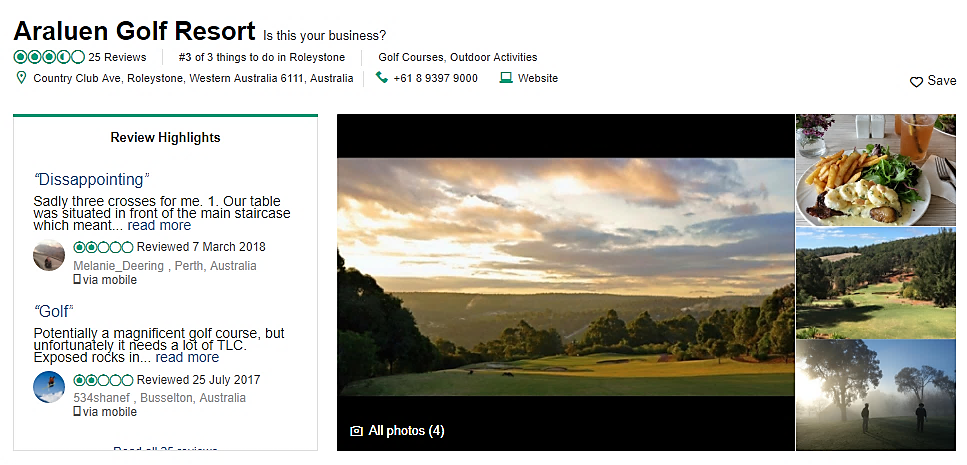 Araluen Golf Resort Is this your business?
25 Reviews #3 of 3 things to do in Roleystone Golf Courses, Outdoor Activities
Country Club Ave, Roleystone, Western Australia 6111, Australia +61 8 9397 9000 Website
Save
Review Highlights
“Disappointing”
Sadly three crosses for me. 1. Our table
was situated in front of the main staircase
which meant... read more
Reviewed 7 March 2018
Melanie_Deering , Perth, Australia
via mobile
“Golf”
Potentially a magnificent golf course, but
unfortunately it needs a lot of TLC.
Exposed rocks in... read more
Reviewed 25 July 2017
534shanef , Busselton, Australia
via mobile
Read all 25 reviews
All photos (4)